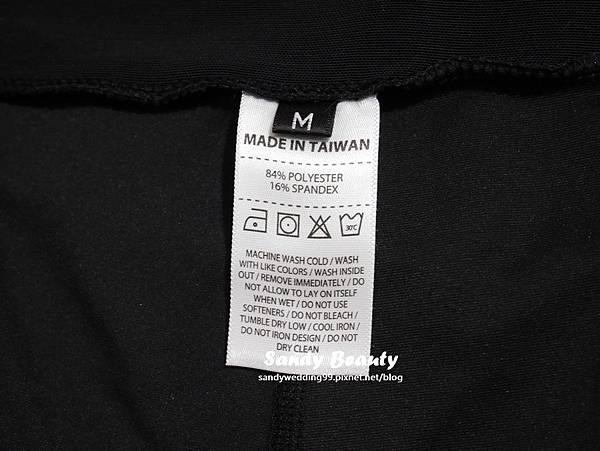 M
MADE IN TAIWAN
84% POLYESTER
16% SPANDEX
30°C
MACHINE WASH COLD / WASH
WITH LIKE COLORS / WASH INSIDE
OUT / REMOVE IMMEDIATELY / DO
NOT ALLOW TO LAY ON ITSELF
WHEN WET / DO NOT USE
SOFTENERS / DO NOT BLEACH /
TUMBLE DRY LOW / COOL IRON /
DO NOT IRON DESIGN / DO NOT
DRY CLEAN
Sandy Beauty
sandywedding99.pixnet.net/blog